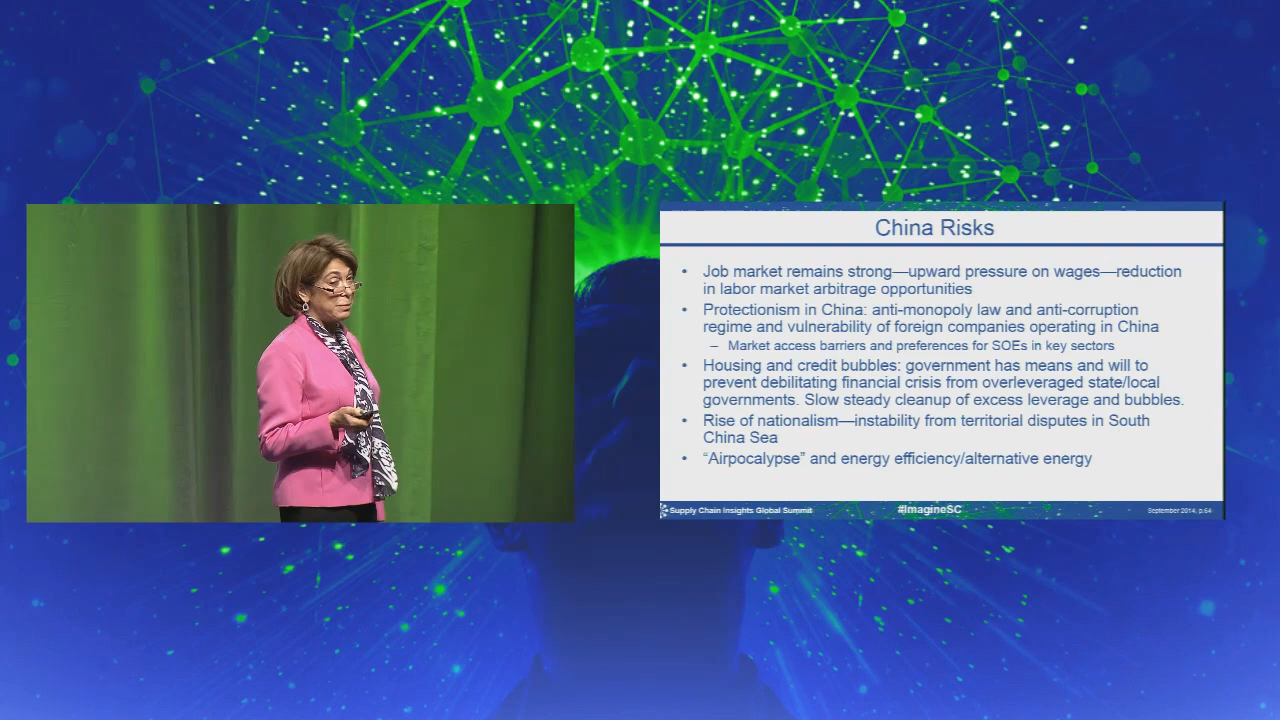 China Risks
• Job market remains strong—upward pressure on wages—reduction
in labor market arbitrage opportunities
• Protectionism in China: anti-monopoly law and anti-corruption
regime and vulnerability of foreign companies operating in China
– Market access barriers and preferences for SOEs in key sectors
• Housing and credit bubbles: government has means and will to
prevent debilitating financial crisis from overleveraged state/local
governments. Slow steady cleanup of excess leverage and bubbles.
• Rise of nationalism—instability from territorial disputes in South
China Sea
• “Airpocalypse” and energy efficiency/alternative energy
Supply Chain Insights Global Summit
#ImagineSC
September 2014, p.64